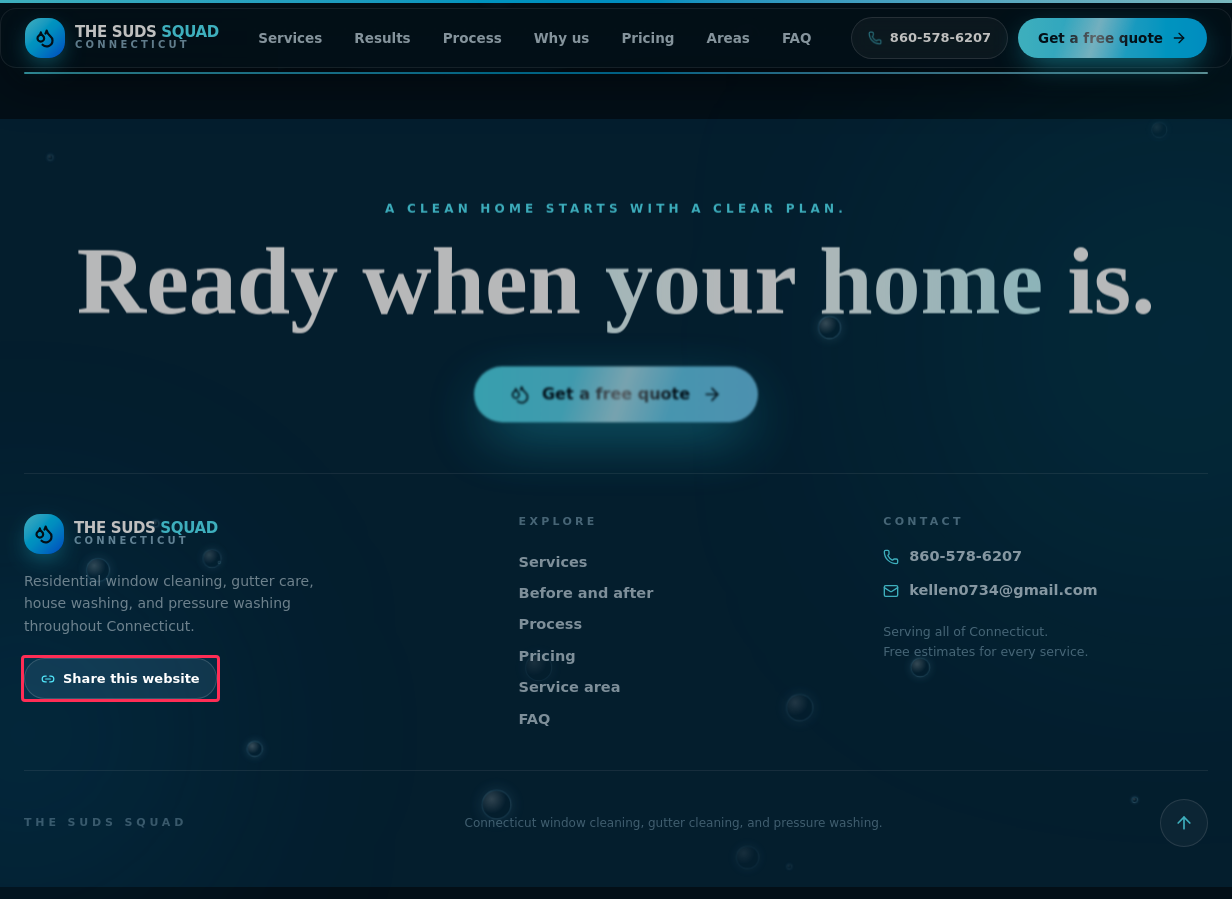 THE SUDS SQUAD
CONNECTICUT
Services
Results
Process
Why us
Pricing
Areas
FAQ
860-578-6207
Get a free quote
A CLEAN HOME STARTS WITH A CLEAR PLAN.
Ready when your home is.
Get a free quote
THE SUDS SQUAD
CONNECTICUT
Residential window cleaning, gutter care,
house washing, and pressure washing
throughout Connecticut.
Share this website
EXPLORE
Services
Before and after
Process
Pricing
Service area
FAQ
CONTACT
860-578-6207
kellen0734@gmail.com
Serving all of Connecticut.
Free estimates for every service.
THE SUDS SQUAD
Connecticut window cleaning, gutter cleaning, and pressure washing.